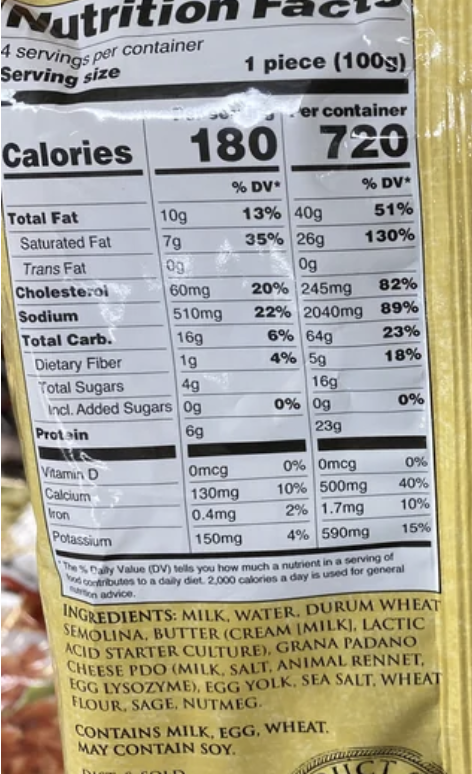 Nutrition Facts
4 servings per container
Serving size 1 piece (100g)
Per container
Calories 180 720
% DV* % DV*
Total Fat 10g 13% 40g 51%
Saturated Fat 7g 35% 26g 130%
Trans Fat 0g 0g
Cholesterol 60mg 20% 245mg 82%
Sodium 510mg 22% 2040mg 89%
Total Carb. 16g 6% 64g 23%
Dietary Fiber 1g 4% 5g 18%
Total Sugars 4g 16g
Incl. Added Sugars 0g 0% 0g 0%
Protein 6g 23g
Vitamin D 0mcg 0% 0mcg 0%
Calcium 130mg 10% 500mg 40%
Iron 0.4mg 2% 1.7mg 10%
Potassium 150mg 4% 590mg 15%
*The % Daily Value (DV) tells you how much a nutrient in a serving of
food contributes to a daily diet. 2,000 calories a day is used for general
nutrition advice.
INGREDIENTS: MILK, WATER, DURUM WHEAT
SEMOLINA, BUTTER (CREAM [MILK], LACTIC
ACID STARTER CULTURE), GRANA PADANO
CHEESE PDO (MILK, SALT, ANIMAL RENNET,
EGG LYSOZYME), EGG YOLK, SEA SALT, WHEAT
FLOUR, SAGE, NUTMEG.
CONTAINS MILK, EGG, WHEAT.
MAY CONTAIN SOY.